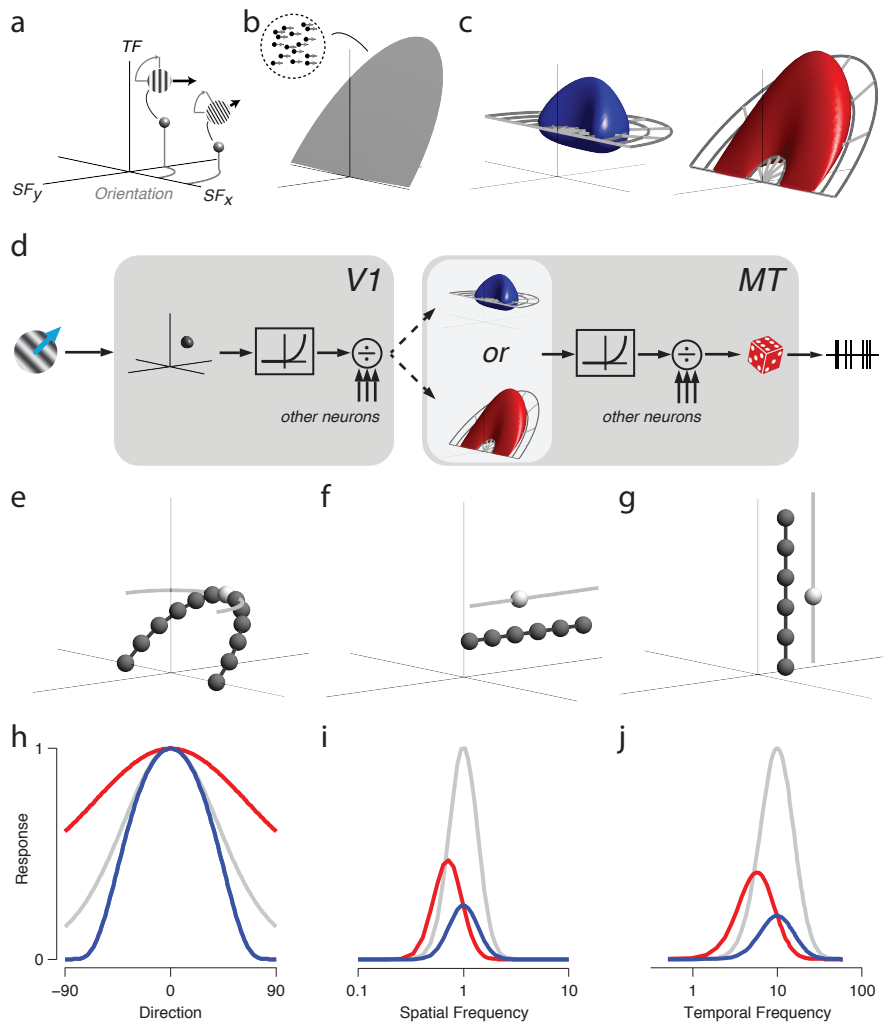 a
b
c
TF
SFy
Orientation
SFx
d
V1
MT
or
other neurons
other neurons
e
f
g
h
i
j
1
0
Response
−90
0
90
Direction
0.1
1
10
Spatial Frequency
1
10
100
Temporal Frequency